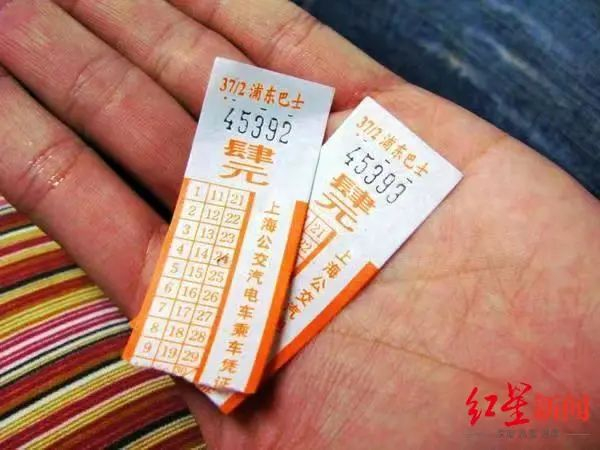 37/2 浦东巴士
45392
肆元
1 11 21
2 12 22
3 13 23
4 14 24
5 15 25
6 16 26
7 17 27
8 18 28
9 19 29
上海公交汽电车乘车凭证
37/2 浦东巴士
45393
肆元
21
22
上海公交汽
红星新闻